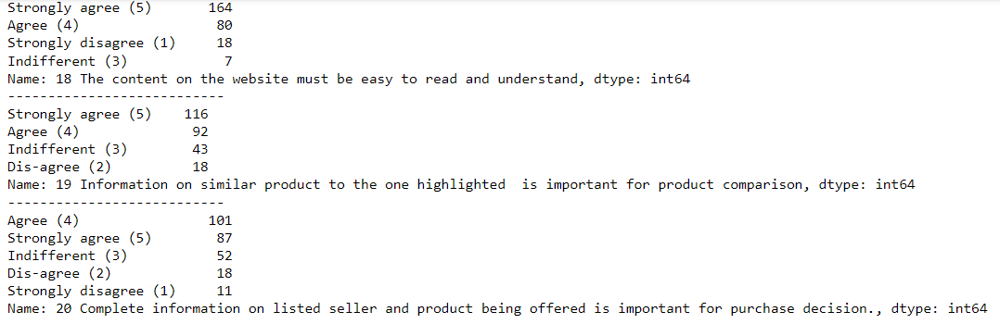 Strongly agree (5)       164
Agree (4)                 80
Strongly disagree (1)     18
Indifferent (3)            7
Name: 18 The content on the website must be easy to read and understand, dtype: int64
---------------------------
Strongly agree (5)    116
Agree (4)              92
Indifferent (3)        43
Dis-agree (2)          18
Name: 19 Information on similar product to the one highlighted  is important for product comparison, dtype: int64
---------------------------
Agree (4)                101
Strongly agree (5)        87
Indifferent (3)           52
Dis-agree (2)             18
Strongly disagree (1)     11
Name: 20 Complete information on listed seller and product being offered is important for purchase decision., dtype: int64